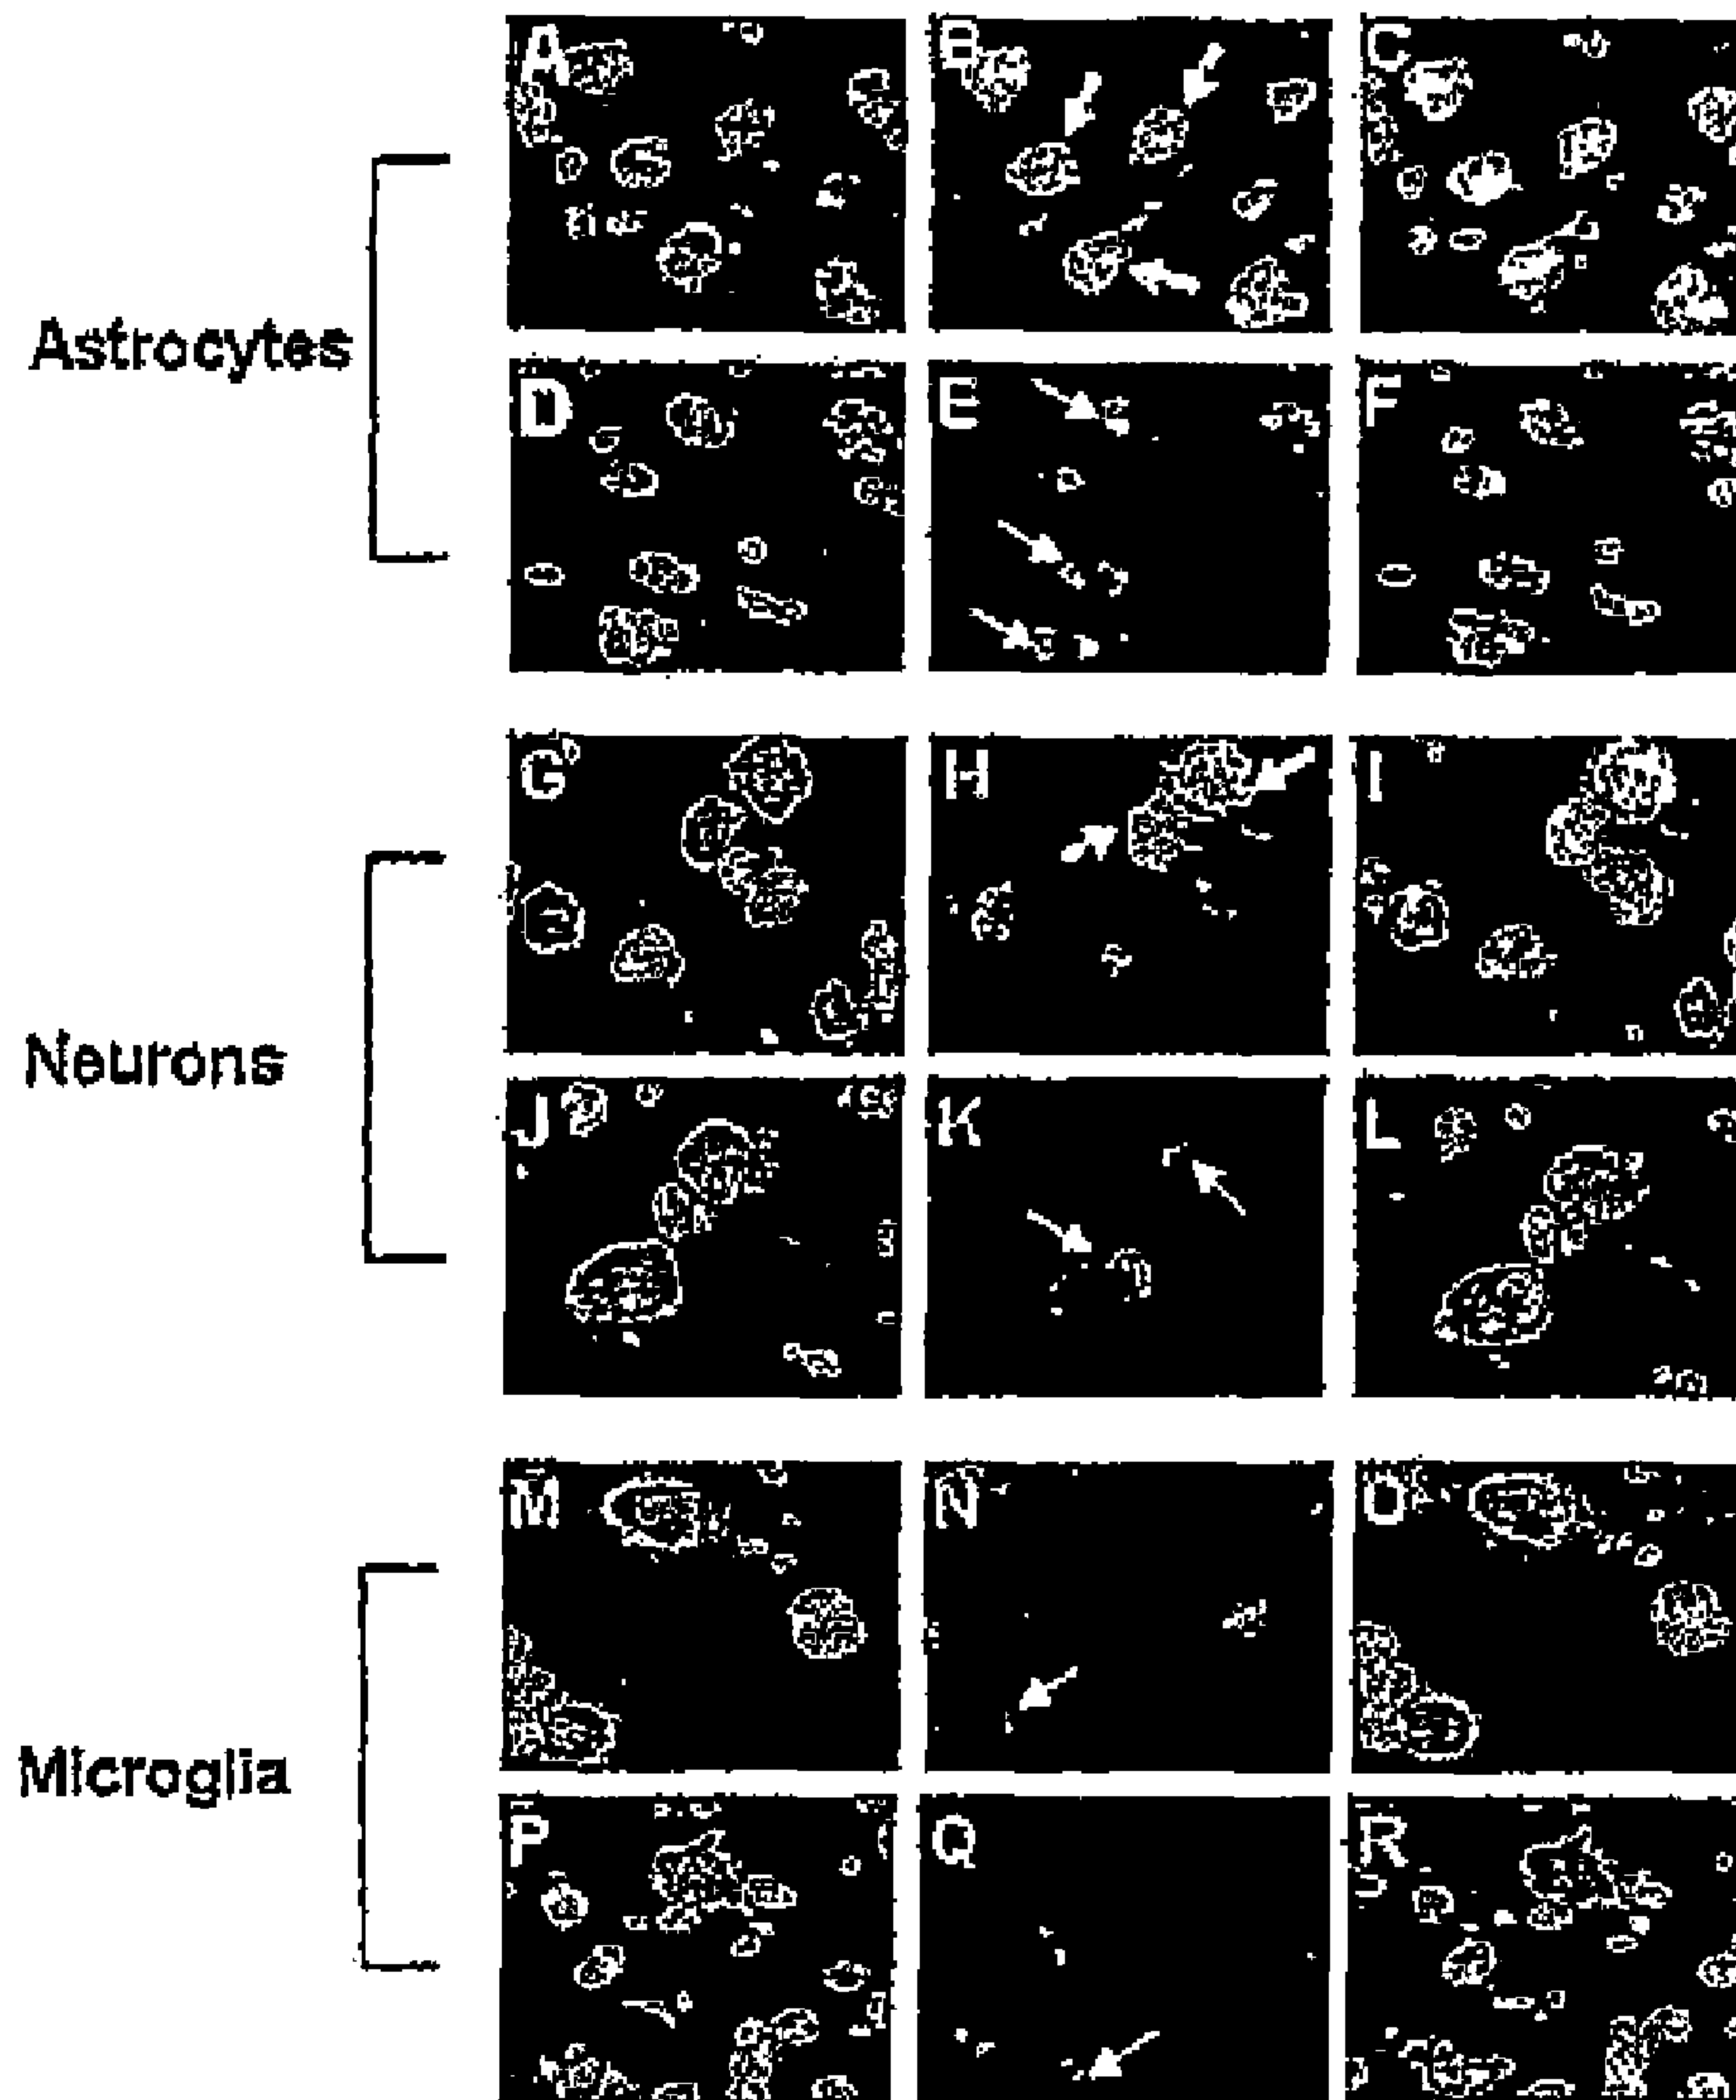 A B C
Astrocytes
D E F
G H I
Neurons
J K L
M N O
Microglia
P Q R